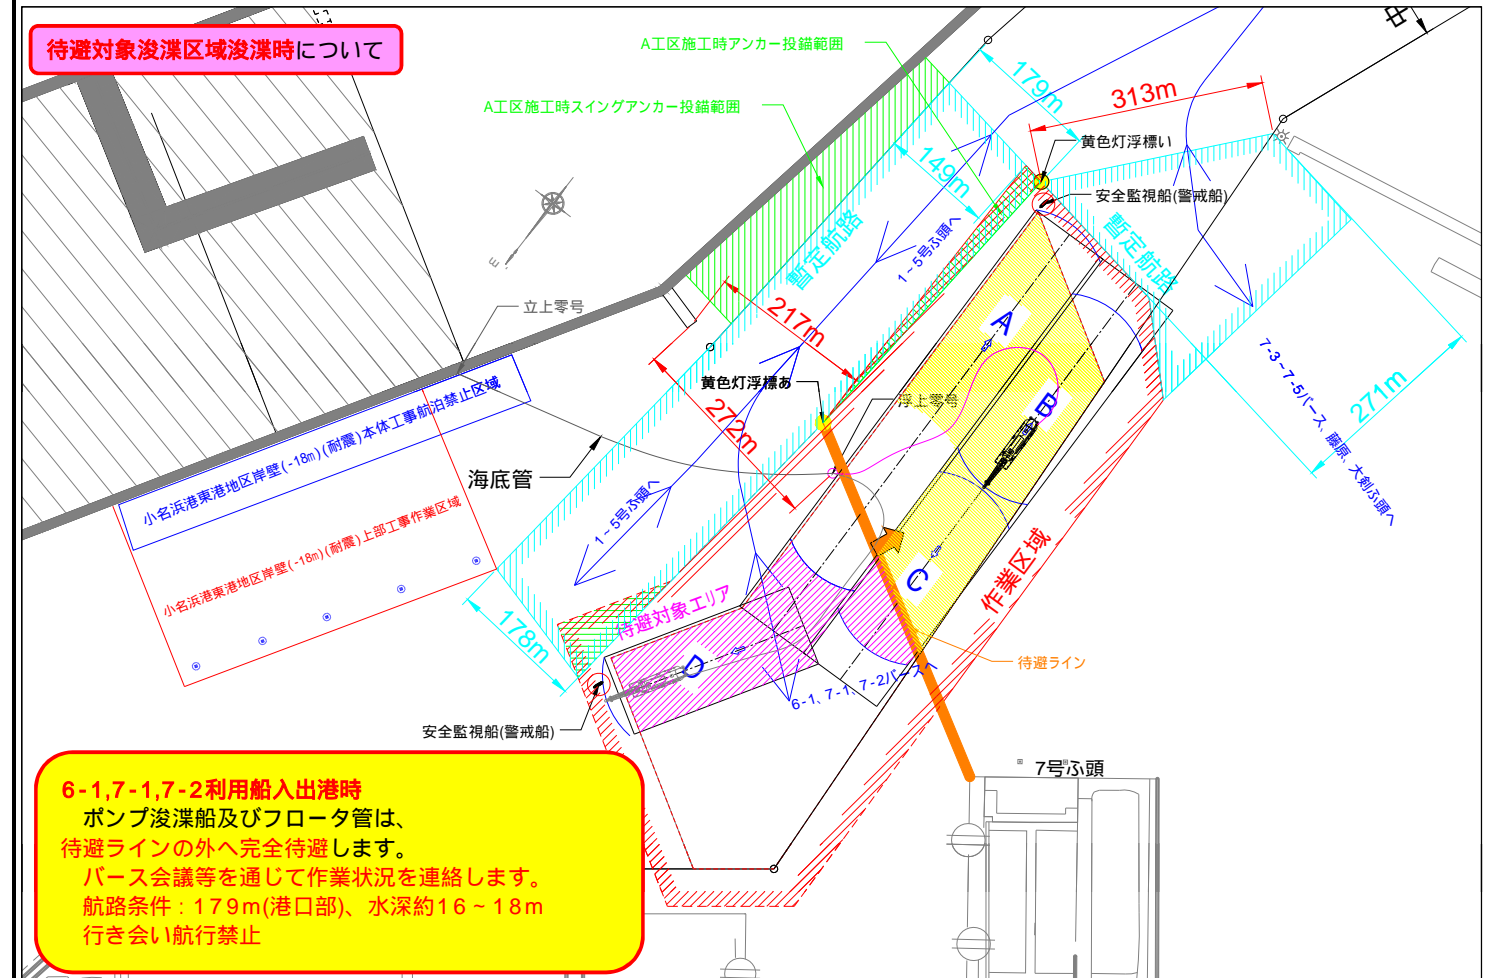 待避対象浚渫区域浚渫時について
A工区施工時アンカー投錨範囲
A工区施工時スイングアンカー投錨範囲
中
179m
313m
149m
黄色灯浮標い
安全監視船(警戒船)
暫定航路
暫定航路
1~5号ふ頭へ
E
立上零号
217m
A
黄色灯浮標あ
浮上零号
B
272m
271m
7-3~7-5バース、藤原、大剣ふ頭へ
小名浜港東港地区岸壁(-18m)(耐震)本体工事航泊禁止区域
海底管
1~5号ふ頭へ
小名浜港東港地区岸壁(-18m)(耐震)上部工事作業区域
作業区域
C
待避対象エリア
178m
D
待避ライン
6-1、7-1、7-2バースへ
安全監視船(警戒船)
7号ふ頭
6-1,7-1,7-2利用船入出港時
ポンプ浚渫船及びフロータ管は、
待避ラインの外へ完全待避します。
バース会議等を通じて作業状況を連絡します。
航路条件:179m(港口部)、水深約16~18m
行き会い航行禁止